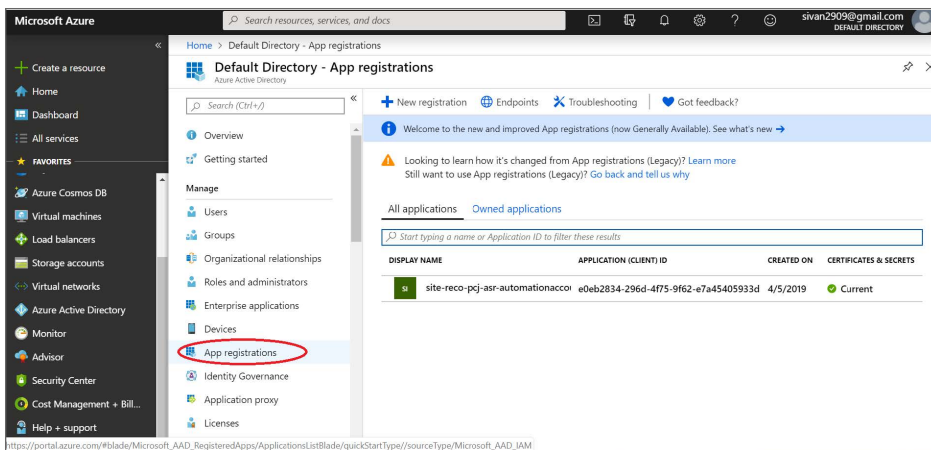 Microsoft Azure
Search resources, services, and docs
sivan2909@gmail.com
DEFAULT DIRECTORY
Create a resource
Home
Dashboard
All services
FAVORITES
Azure Cosmos DB
Virtual machines
Load balancers
Storage accounts
Virtual networks
Azure Active Directory
Monitor
Advisor
Security Center
Cost Management + Bill...
Help + support
Home > Default Directory - App registrations
Default Directory - App registrations
Azure Active Directory
Search (Ctrl+/)
Overview
Getting started
Manage
Users
Groups
Organizational relationships
Roles and administrators
Enterprise applications
Devices
App registrations
Identity Governance
Application proxy
Licenses
New registration Endpoints Troubleshooting Got feedback?
Welcome to the new and improved App registrations (now Generally Available). See what's new →
Looking to learn how it's changed from App registrations (Legacy)? Learn more
Still want to use App registrations (Legacy)? Go back and tell us why
All applications Owned applications
Start typing a name or Application ID to filter these results
DISPLAY NAME APPLICATION (CLIENT) ID CREATED ON CERTIFICATES & SECRETS
SI site-reco-pcj-asr-automationaccou e0eb2834-296d-4f75-9f62-e7a45405933d 4/5/2019 Current
https://portal.azure.com/#blade/Microsoft_AAD_RegisteredApps/ApplicationsListBlade/quickStartType//sourceType/Microsoft_AAD_IAM